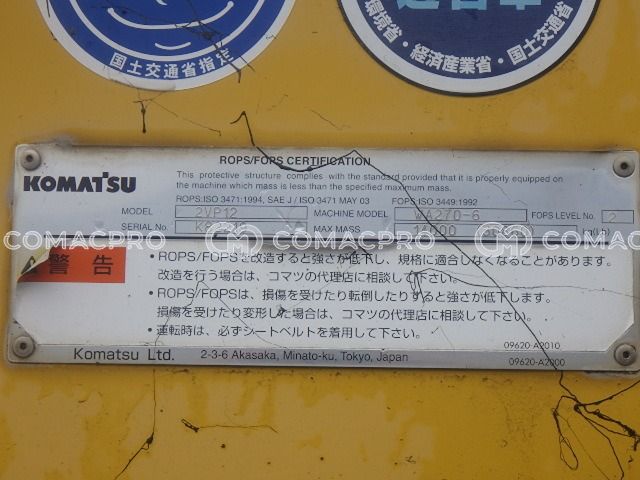 国土交通省指定
環境省・経済産業省・国土交通省
ROPS/FOPS CERTIFICATION
This protective structure complies with the standard provided that it is properly equipped on
the machine which mass is less than the specified maximum mass.
KOMATSU
ROPS:ISO 3471:1994, SAE J / ISO 3471 MAY 03 FOPS:ISO 3449:1992
MODEL 2VP12 MACHINE MODEL WA270-6 FOPS LEVEL No. 2
SERIAL No. MAX MASS kg(lb)
COMACPRO COMACPRO COMACPRO
警告
・ROPS/FOPSを改造すると強さが低下し、規格に適合しなくなることがあります。
改造を行う場合は、コマツの代理店に相談して下さい。
・ROPS/FOPSは、損傷を受けたり転倒したりすると強さが低下します。
損傷を受けたり変形した場合は、コマツの代理店に相談して下さい。
・運転時は、必ずシートベルトを着用して下さい。
09620-A2010
Komatsu Ltd. 2-3-6 Akasaka, Minato-ku, Tokyo, Japan 09620-A2000